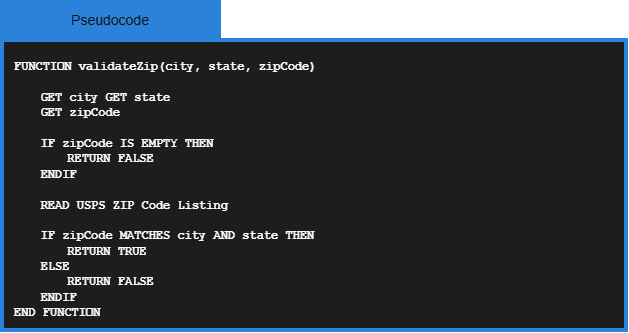 Pseudocode
FUNCTION validateZip(city, state, zipCode)
GET city GET state
GET zipCode
IF zipCode IS EMPTY THEN
RETURN FALSE
ENDIF
READ USPS ZIP Code Listing
IF zipCode MATCHES city AND state THEN
RETURN TRUE
ELSE
RETURN FALSE
ENDIF
END FUNCTION